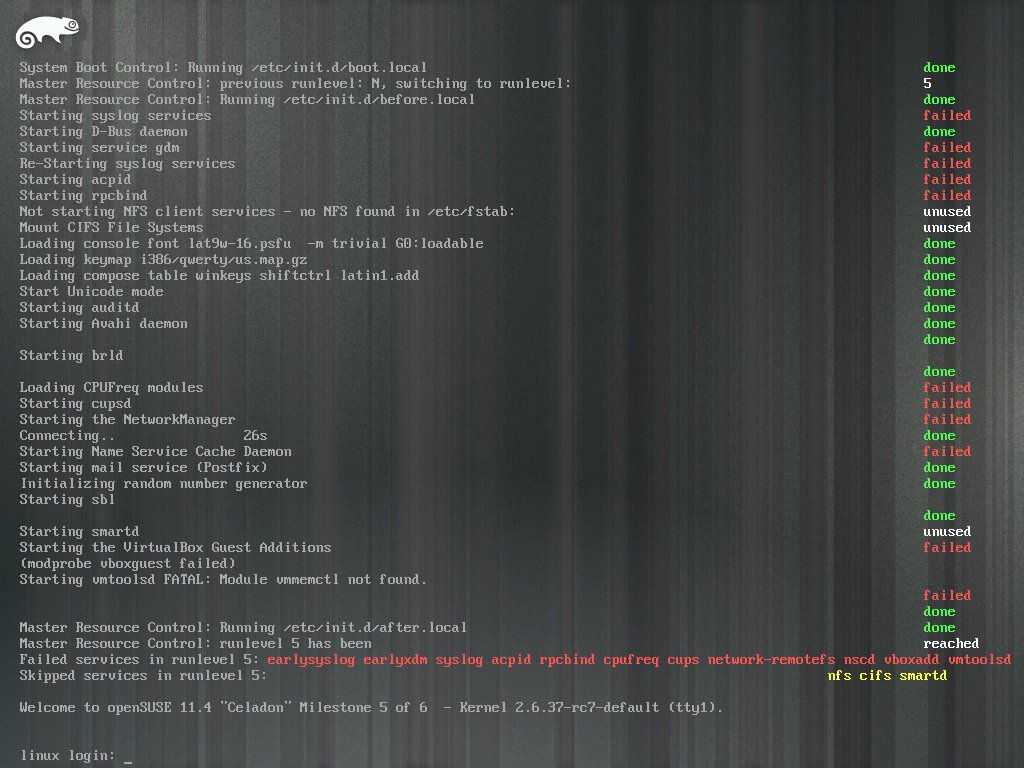 System Boot Control: Running /etc/init.d/boot.local done
Master Resource Control: previous runlevel: N, switching to runlevel: 5
Master Resource Control: Running /etc/init.d/before.local done
Starting syslog services failed
Starting D-Bus daemon done
Starting service gdm failed
Re-Starting syslog services failed
Starting acpid failed
Starting rpcbind failed
Not starting NFS client services - no NFS found in /etc/fstab: unused
Mount CIFS File Systems unused
Loading console font lat9w-16.psfu -m trivial G0:loadable done
Loading keymap i386/qwerty/us.map.gz done
Loading compose table winkeys shiftctrl latin1.add done
Start Unicode mode done
Starting auditd done
Starting Avahi daemon done
done
Starting brld
done
Loading CPUFreq modules failed
Starting cupsd failed
Starting the NetworkManager failed
Connecting.. 26s done
Starting Name Service Cache Daemon failed
Starting mail service (Postfix) done
Initializing random number generator done
Starting sbl
done
Starting smartd unused
Starting the VirtualBox Guest Additions failed
(modprobe vboxguest failed)
Starting vmtoolsd FATAL: Module vmmemctl not found.
failed
done
Master Resource Control: Running /etc/init.d/after.local done
Master Resource Control: runlevel 5 has been reached
Failed services in runlevel 5: earlysyslog earlyxdm syslog acpid rpcbind cpufreq cups network-remotefs nscd vboxadd vmtoolsd
Skipped services in runlevel 5: nfs cifs smartd
Welcome to openSUSE 11.4 "Celadon" Milestone 5 of 6 - Kernel 2.6.37-rc7-default (tty1).
linux login: _